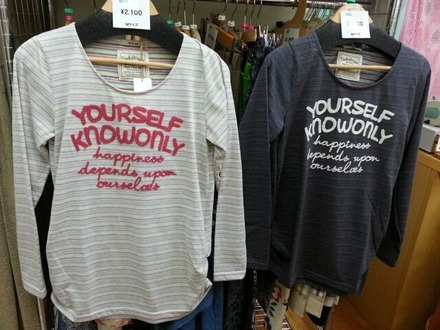 ¥2,100
YOURSELF
KNOWONLY
happiness
depends upon
ourselves
YOURSELF
KNOWONLY
happiness
depends upon
ourselves